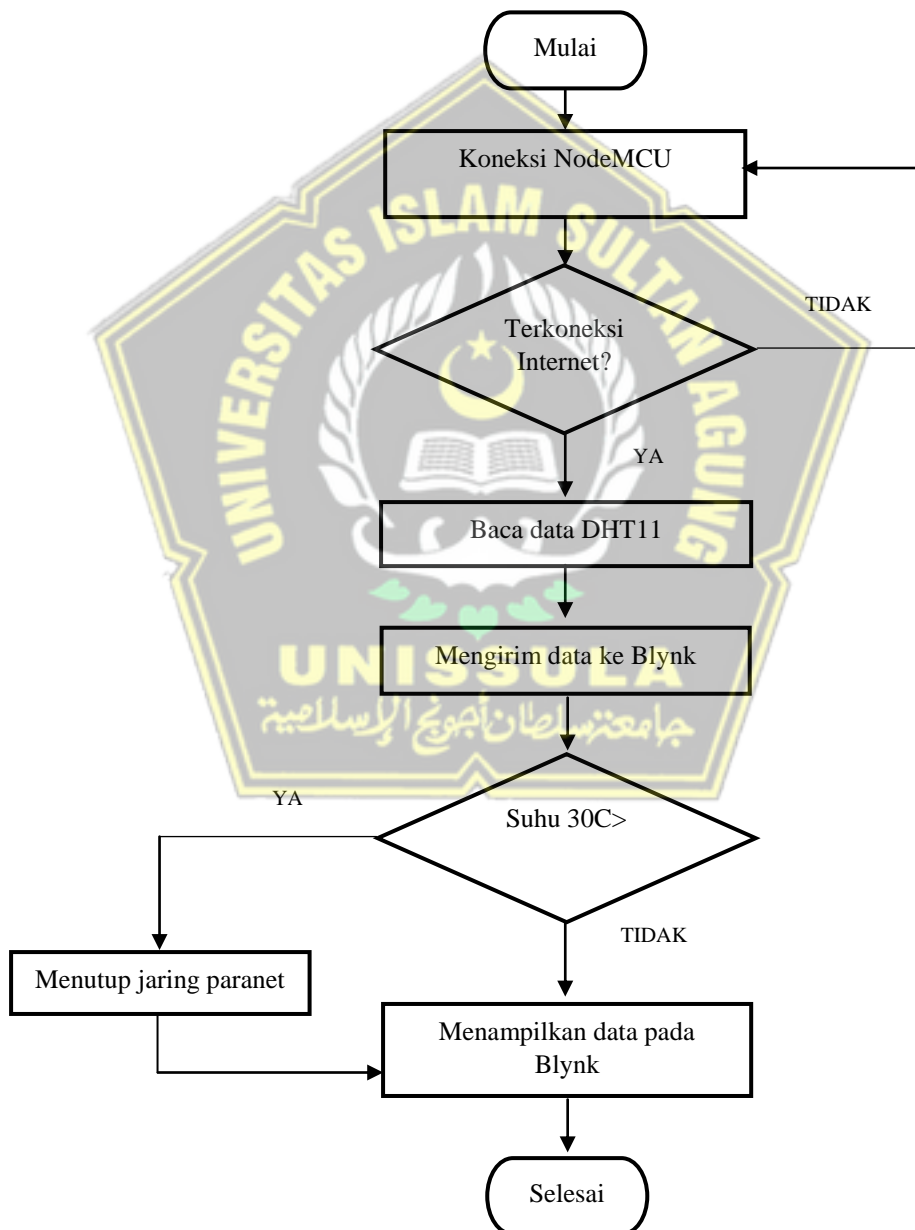 Mulai
Koneksi NodeMCU
UNIVERSITAS ISLAM SULTAN AGUNG
Terkoneksi
Internet?
TIDAK
YA
Baca data DHT11
Mengirim data ke Blynk
UNISSULA
جامعة سلطان أجونج الإسلامية
YA
Suhu 30C>
TIDAK
Menutup jaring paranet
Menampilkan data pada
Blynk
Selesai